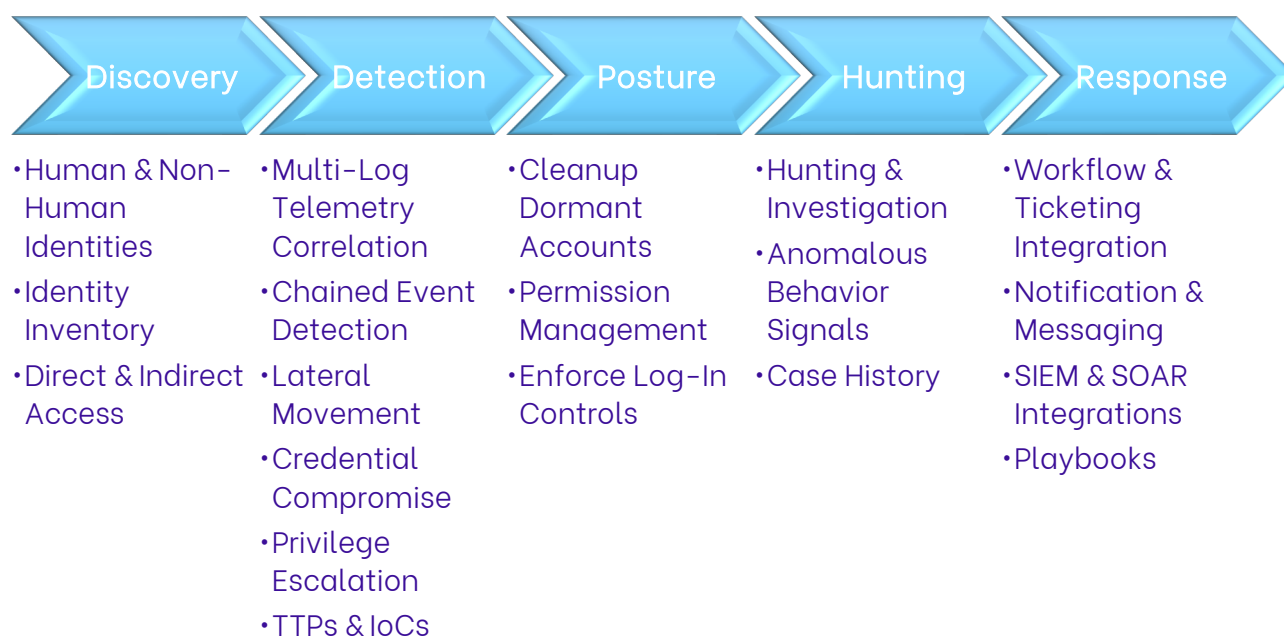 Discovery
Detection
Posture
Hunting
Response
•Human & Non-
Human
Identities
•Identity
Inventory
•Direct & Indirect
Access
•Multi-Log
Telemetry
Correlation
•Chained Event
Detection
•Lateral
Movement
•Credential
Compromise
•Privilege
Escalation
•TTPs & IoCs
•Cleanup
Dormant
Accounts
•Permission
Management
•Enforce Log-In
Controls
•Hunting &
Investigation
•Anomalous
Behavior
Signals
•Case History
•Workflow &
Ticketing
Integration
•Notification &
Messaging
•SIEM & SOAR
Integrations
•Playbooks